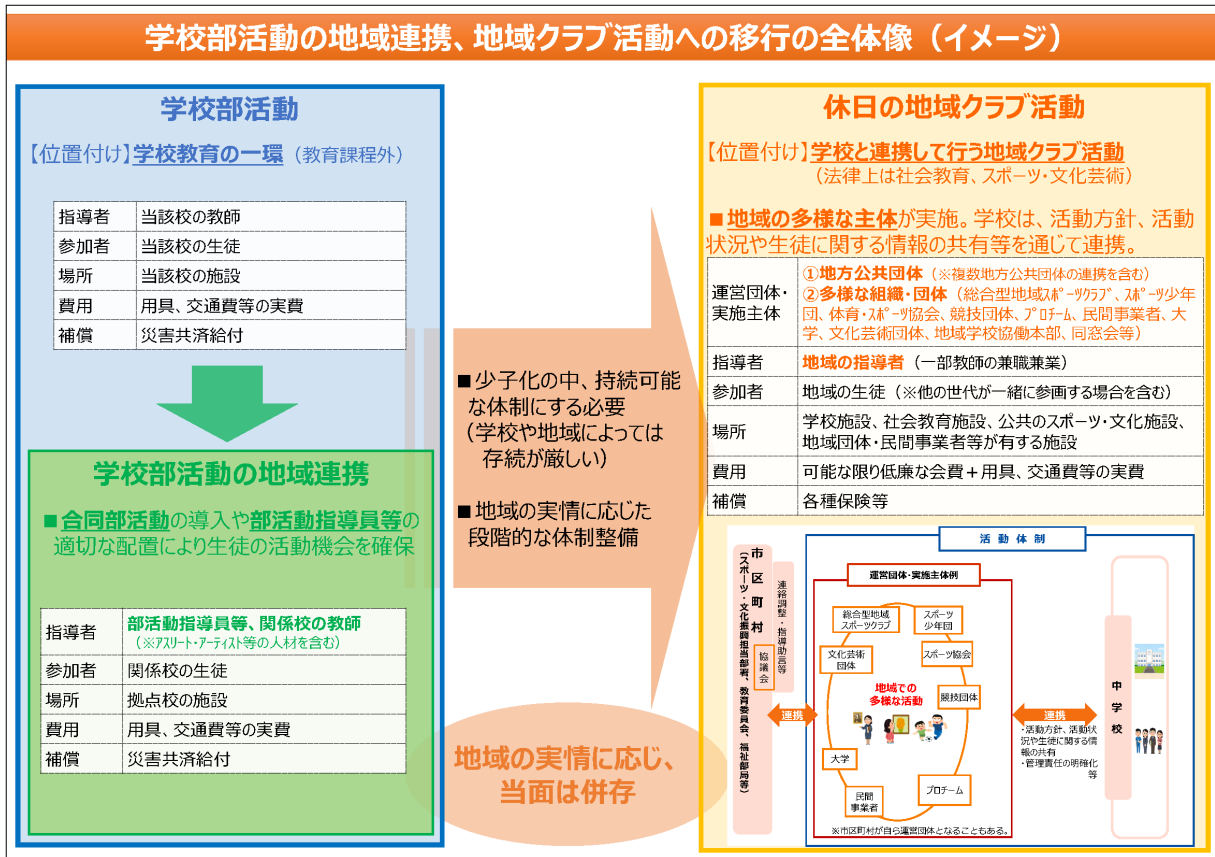 学校部活動の地域連携、地域クラブ活動への移行の全体像（イメージ）
学校部活動
【位置付け】学校教育の一環（教育課程外）
指導者 当該校の教師
参加者 当該校の生徒
場所 当該校の施設
費用 用具、交通費等の実費
補償 災害共済給付
学校部活動の地域連携
■合同部活動の導入や部活動指導員等の
適切な配置により生徒の活動機会を確保
指導者 部活動指導員等、関係校の教師
（※ｱｽﾘｰﾄ・ｱｰﾃｨｽﾄ等の人材を含む）
参加者 関係校の生徒
場所 拠点校の施設
費用 用具、交通費等の実費
補償 災害共済給付
■少子化の中、持続可能
な体制にする必要
（学校や地域によっては
存続が厳しい）
■地域の実情に応じた
段階的な体制整備
地域の実情に応じ、
当面は併存
休日の地域クラブ活動
【位置付け】学校と連携して行う地域クラブ活動
（法律上は社会教育、スポーツ・文化芸術）
■地域の多様な主体が実施。学校は、活動方針、活動
状況や生徒に関する情報の共有等を通じて連携。
運営団体・
実施主体
①地方公共団体（※複数地方公共団体の連携を含む）
②多様な組織・団体（総合型地域ｽﾎﾟｰﾂｸﾗﾌﾞ、ｽﾎﾟｰﾂ少年
団、体育・ｽﾎﾟｰﾂ協会、競技団体、ﾌﾟﾛﾁｰﾑ、民間事業者、大
学、文化芸術団体、地域学校協働本部、同窓会等）
指導者 地域の指導者（一部教師の兼職兼業）
参加者 地域の生徒（※他の世代が一緒に参画する場合を含む）
場所 学校施設、社会教育施設、公共のスポーツ・文化施設、
地域団体・民間事業者等が有する施設
費用 可能な限り低廉な会費＋用具、交通費等の実費
補償 各種保険等
活動体制
市区町村
（スポーツ・文化振興担当部署、教育委員会、福祉部局等）
連絡調整・指導助言等
協議会
連携
運営団体・実施主体例
総合型地域
スポーツクラブ
スポーツ
少年団
文化芸術
団体
スポーツ協会
地域での
多様な活動
競技団体
大学
民間
事業者
プロチーム
※市区町村が自ら運営団体となることもある。
連携
・活動方針、活動状
況や生徒に関する情
報の共有
・管理責任の明確化
等
中学校